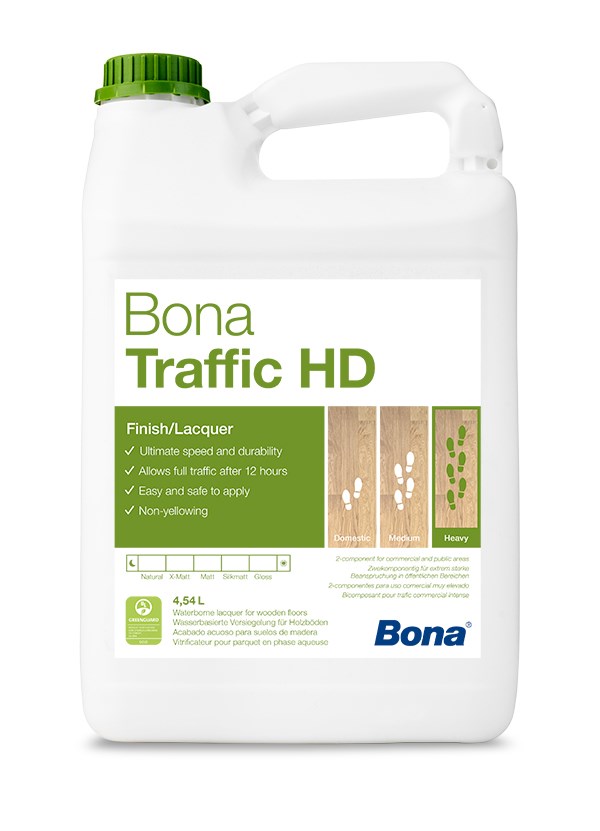 Bona
Traffic HD
Finish/Lacquer
✓ Ultimate speed and durability
✓ Allows full traffic after 12 hours
✓ Easy and safe to apply
✓ Non-yellowing
Domestic
Medium
Heavy
Natural X-Matt Matt Silkmatt Gloss
2-component for commercial and public areas
Zweikomponentig für extrem starke
Beanspruchung in öffentlichen Bereichen
2-componentes para uso comercial muy elevado
Bicomposant pour trafic commercial intense
GREENGUARD
4,54 L
Waterborne lacquer for wooden floors
Wasserbasierte Versiegelung für Holzböden
Acabado acuoso para suelos de madera
Vitrificateur pour parquet en phase aqueuse
Bona®